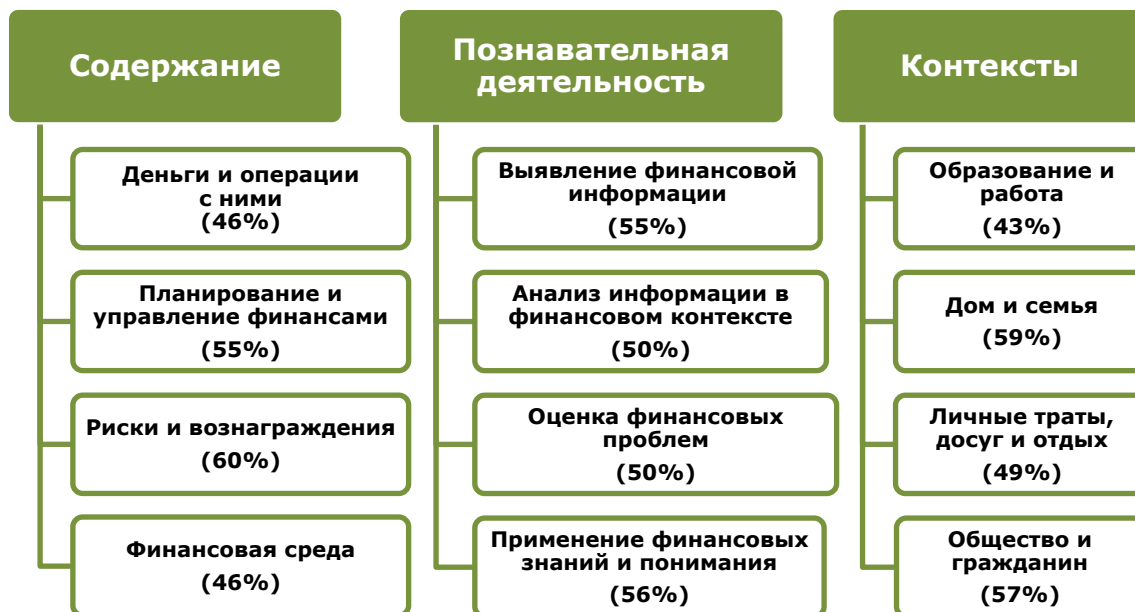 Содержание
Деньги и операции
с ними
(46%)
Планирование и
управление финансами
(55%)
Риски и вознаграждения
(60%)
Финансовая среда
(46%)
Познавательная
деятельность
Выявление финансовой
информации
(55%)
Анализ информации в
финансовом контексте
(50%)
Оценка финансовых
проблем
(50%)
Применение финансовых
знаний и понимания
(56%)
Контексты
Образование и
работа
(43%)
Дом и семья
(59%)
Личные траты,
досуг и отдых
(49%)
Общество и
гражданин
(57%)